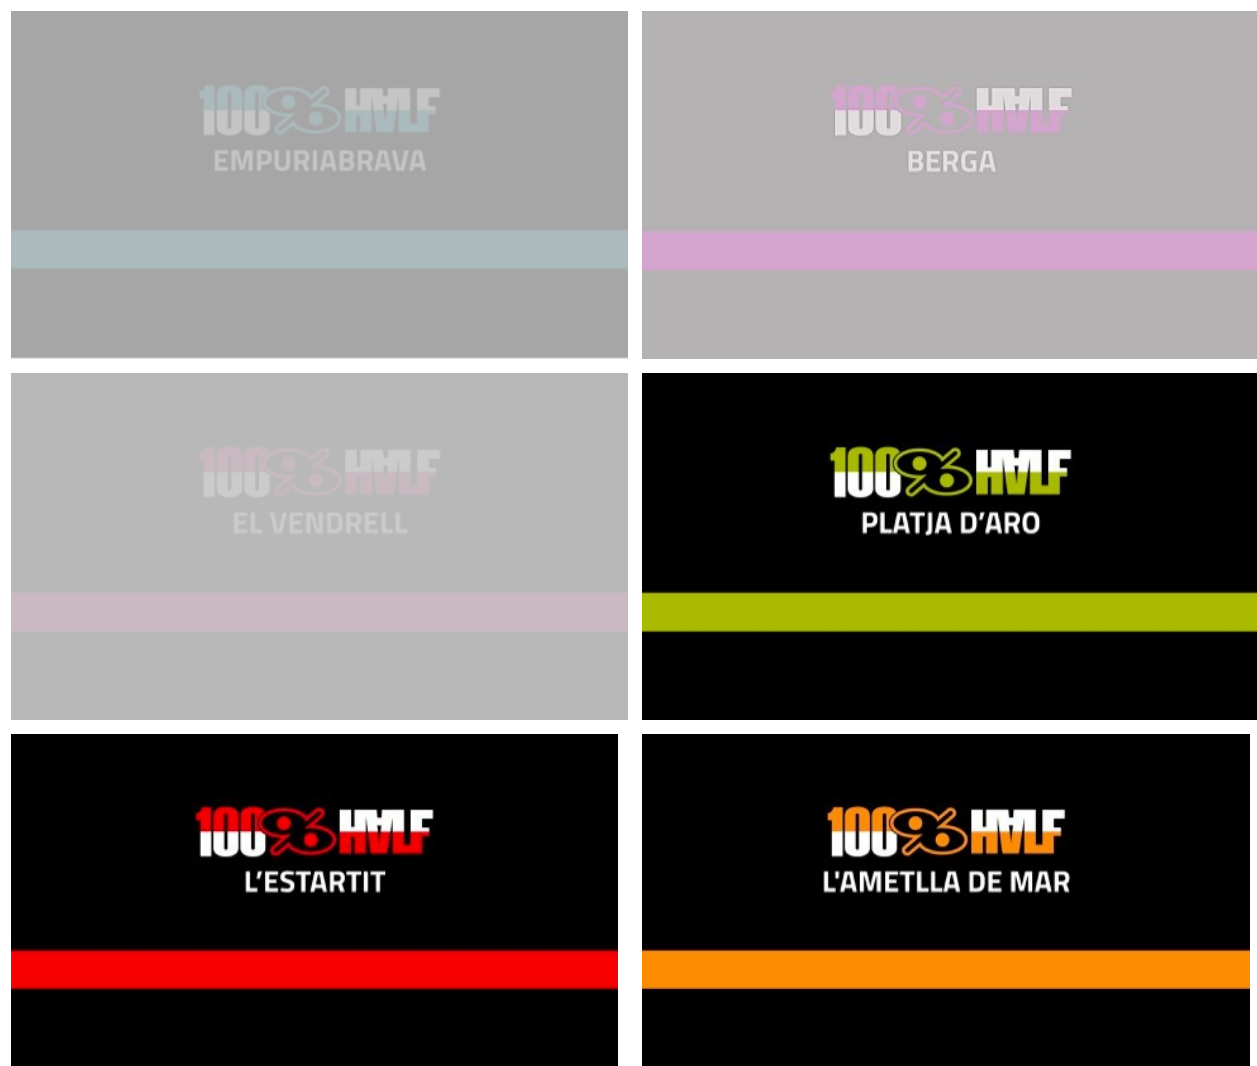 100% HALF
EMPURIABRAVA
100% HALF
BERGA
100% HALF
EL VENDRELL
100% HALF
PLATJA D’ARO
100% HALF
L’ESTARTIT
100% HALF
L'AMETLLA DE MAR